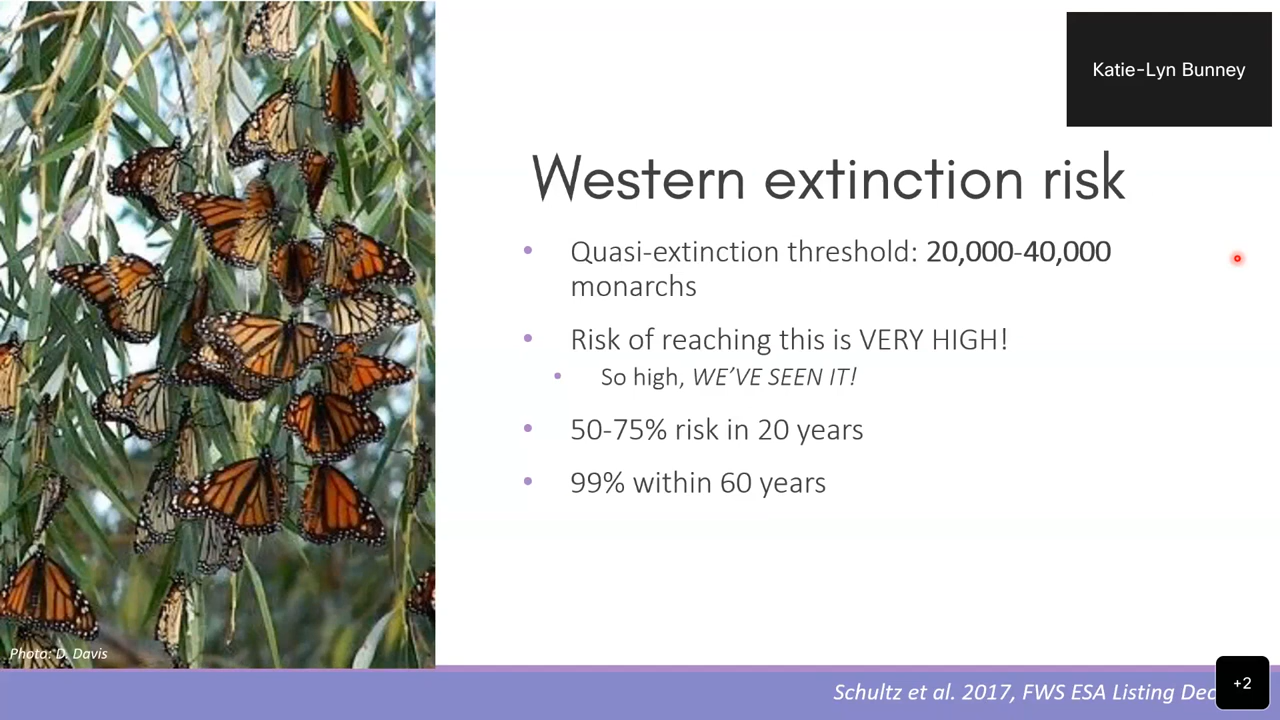 Katie-Lyn Bunney
Western extinction risk
• Quasi-extinction threshold: 20,000-40,000
monarchs
• Risk of reaching this is VERY HIGH!
• So high, WE'VE SEEN IT!
• 50-75% risk in 20 years
• 99% within 60 years
Photo: D. Davis
Schultz et al. 2017, FWS ESA Listing
+2